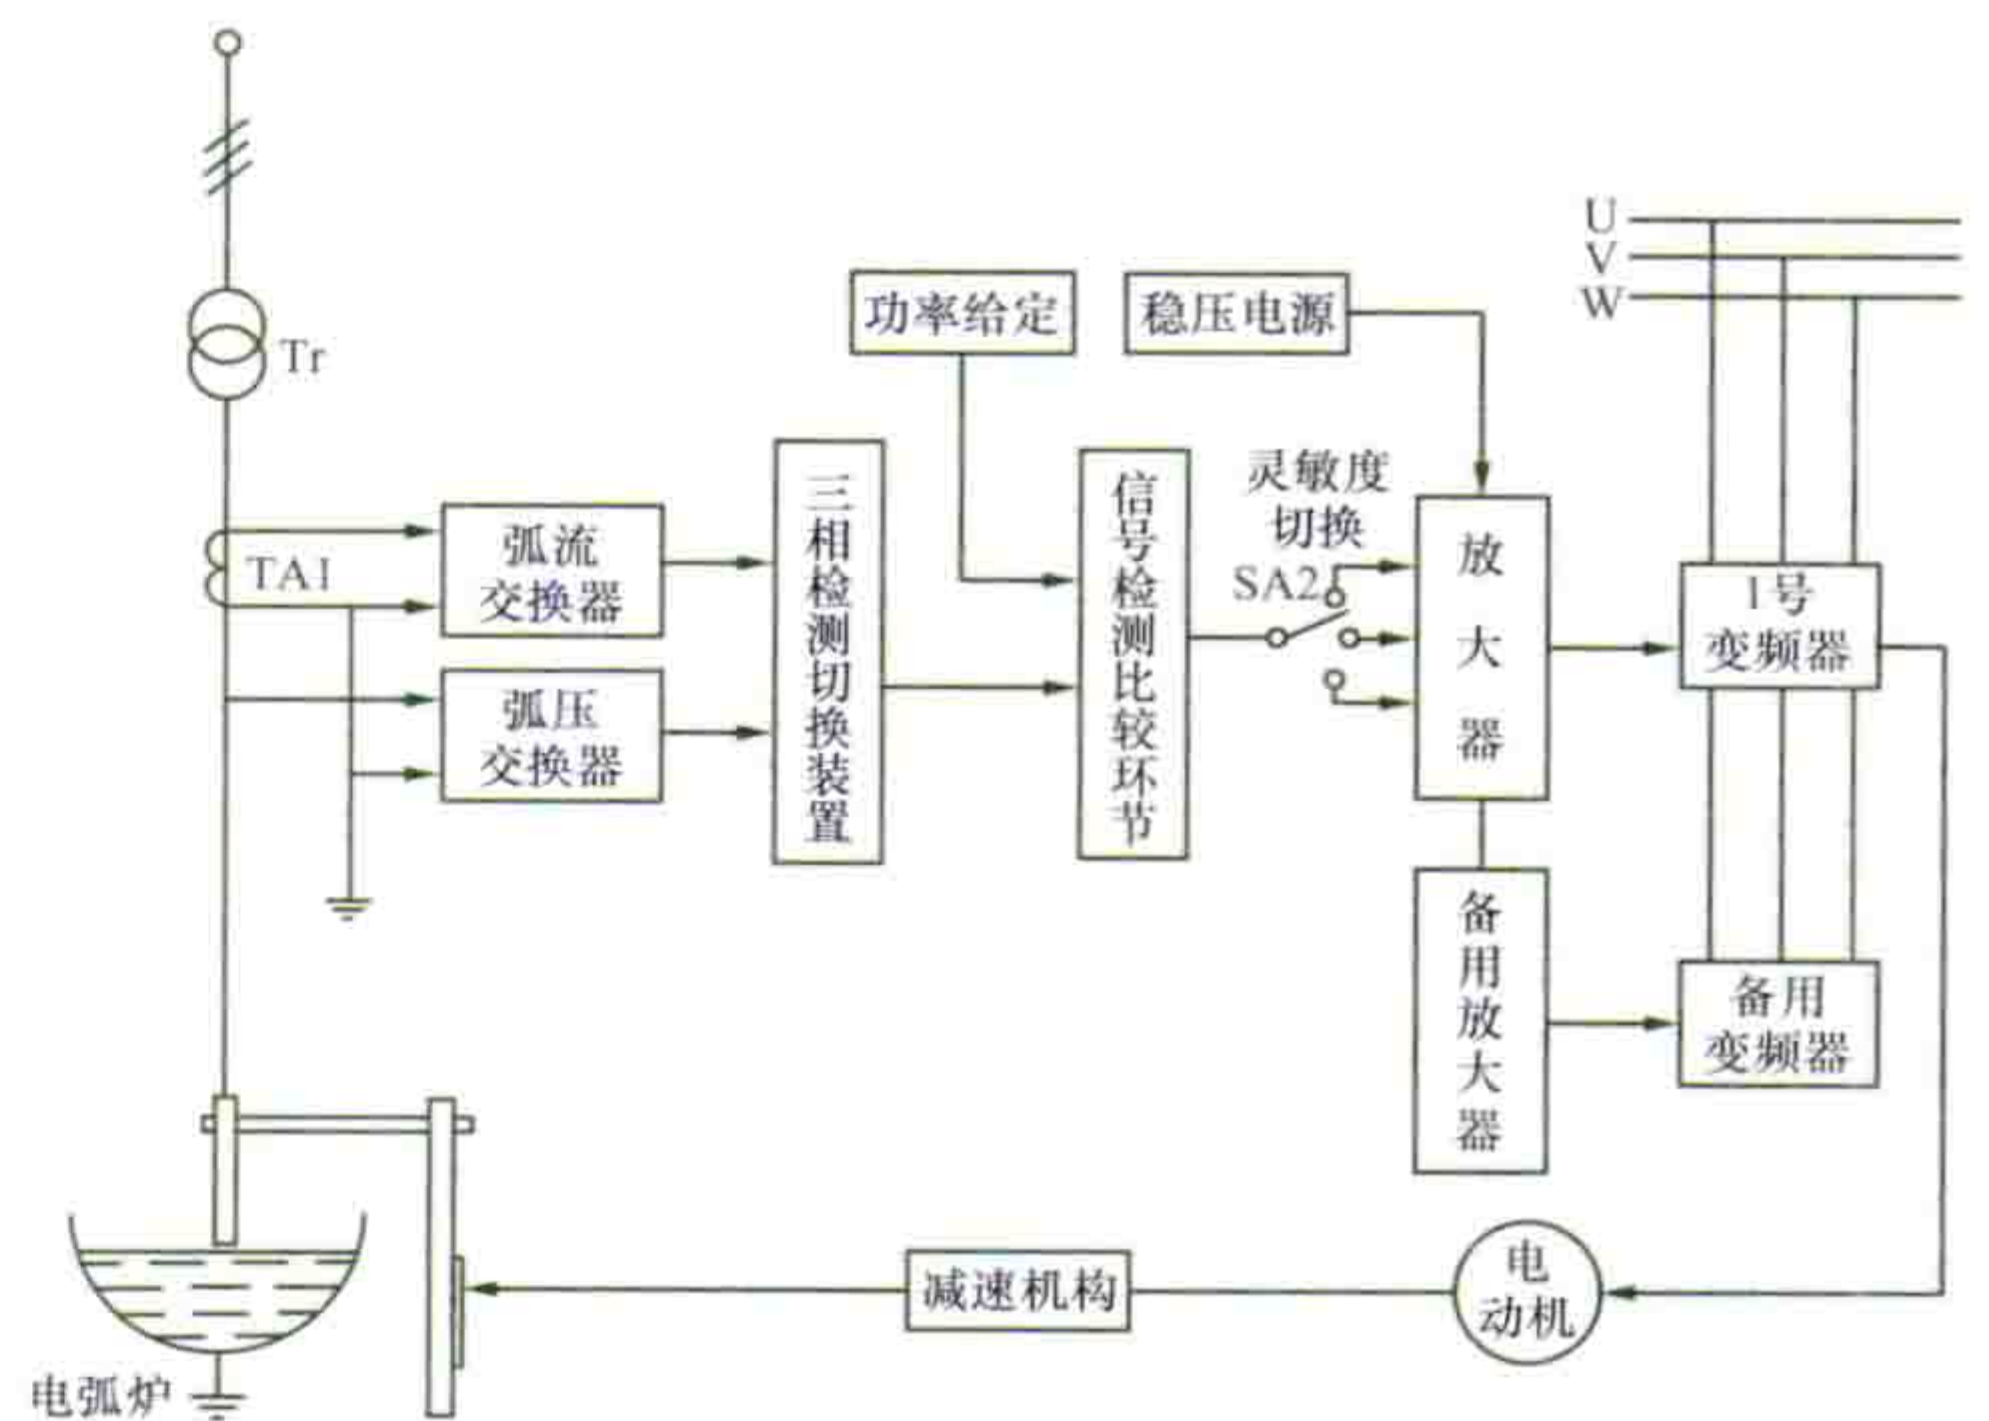 Tr
TA1
弧流
交换器
弧压
交换器
三相检测切换装置
功率给定
稳压电源
信号检测比较环节
灵敏度
切换
SA2
放大器
备用放大器
U
V
W
1号
变频器
备用
变频器
电
动机
减速机构
电弧炉